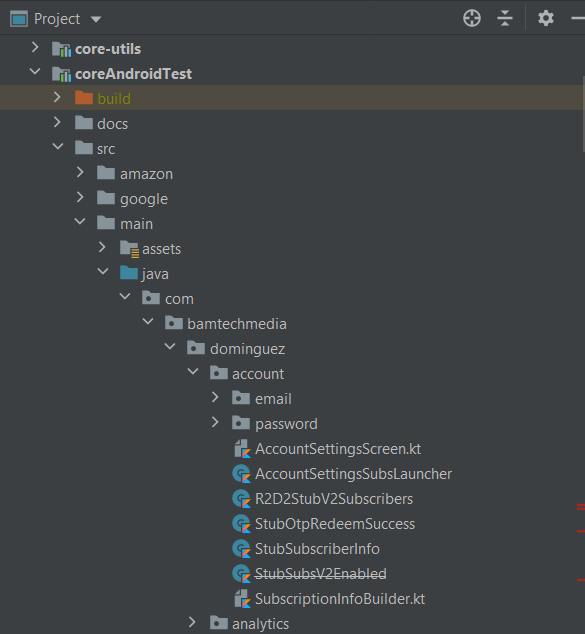 Project
core-utils
coreAndroidTest
build
docs
src
amazon
google
main
assets
java
com
bamtechmedia
dominguez
account
email
password
AccountSettingsScreen.kt
AccountSettingsSubsLauncher
R2D2StubV2Subscribers
StubOtpRedeemSuccess
StubSubscriberInfo
StubSubsV2Enabled
SubscriptionInfoBuilder.kt
analytics